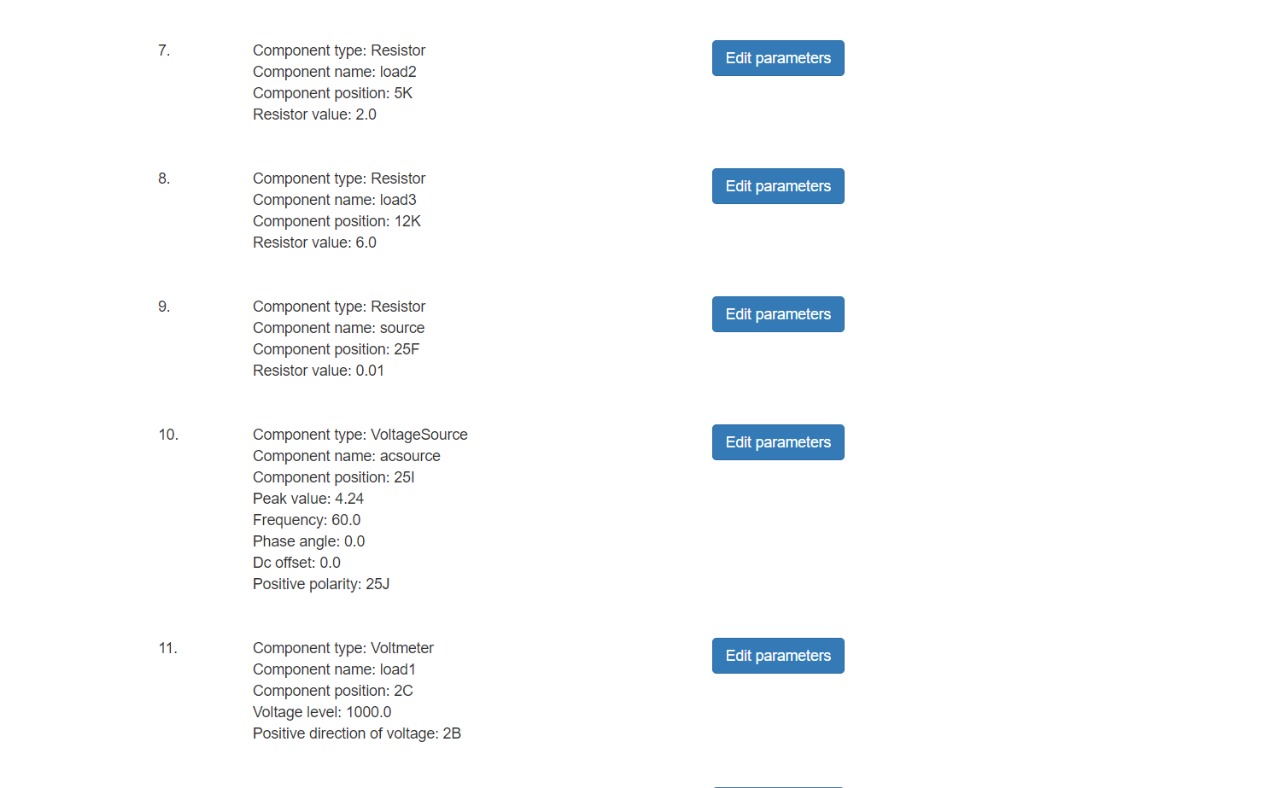 7.
Component type: Resistor
Edit parameters
Component name: load2
Component position: 5K
Resistor value: 2.0
8.
Component type: Resistor
Edit parameters
Component name: load3
Component position: 12K
Resistor value: 6.0
9.
Component type: Resistor
Edit parameters
Component name: source
Component position: 25F
Resistor value: 0.01
10.
Component type: VoltageSource
Edit parameters
Component name: acsource
Component position: 25I
Peak value: 4.24
Frequency: 60.0
Phase angle: 0.0
Dc offset: 0.0
Positive polarity: 25J
11.
Component type: Voltmeter
Edit parameters
Component name: load1
Component position: 2C
Voltage level: 1000.0
Positive direction of voltage: 2B